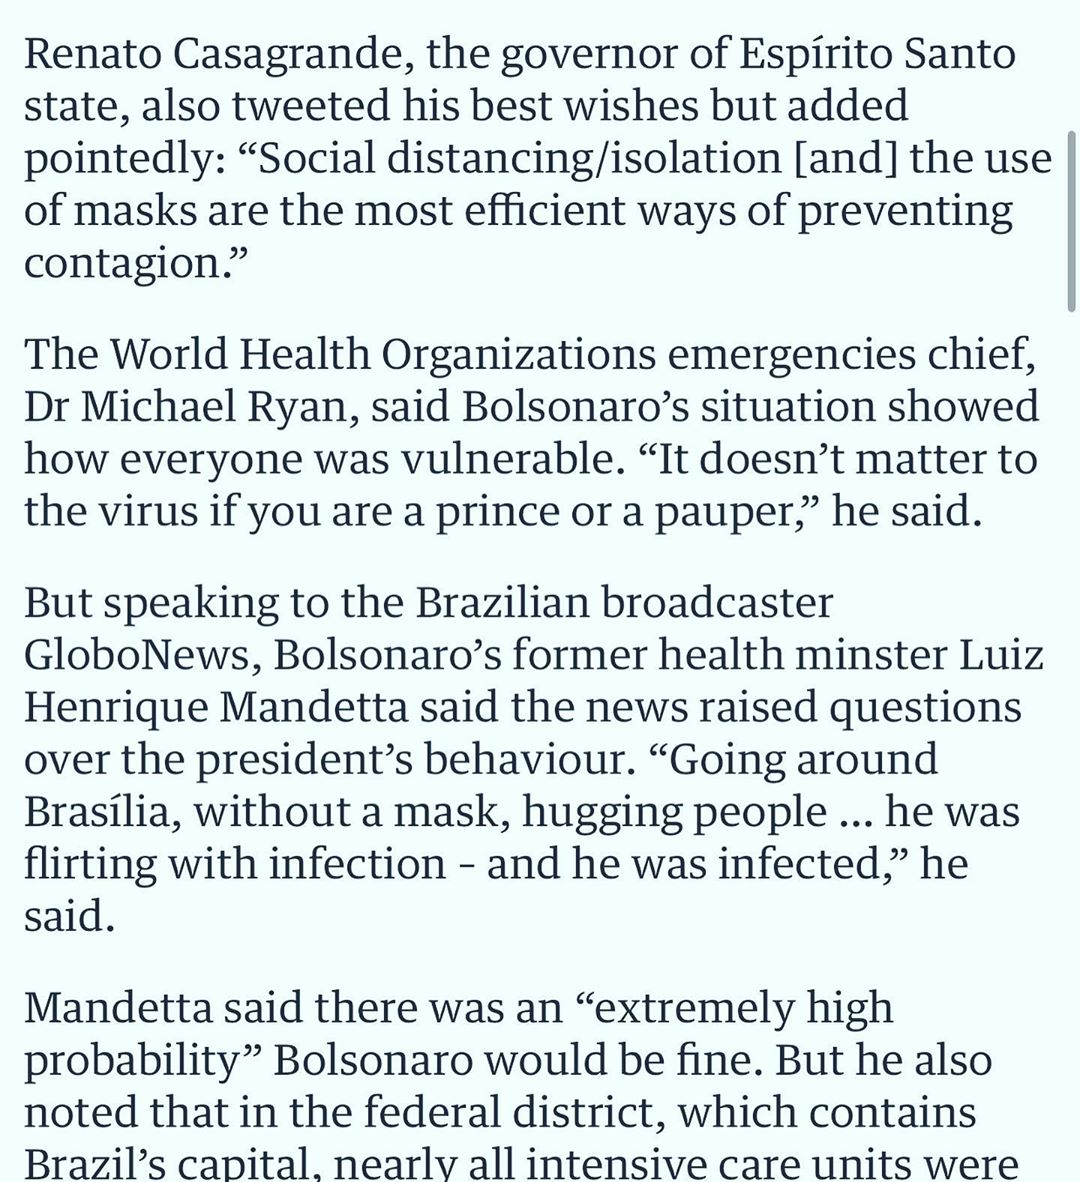 Renato Casagrande, the governor of Espírito Santo
state, also tweeted his best wishes but added
pointedly: “Social distancing/isolation [and] the use
of masks are the most efficient ways of preventing
contagion.”
The World Health Organizations emergencies chief,
Dr Michael Ryan, said Bolsonaro’s situation showed
how everyone was vulnerable. “It doesn’t matter to
the virus if you are a prince or a pauper,” he said.
But speaking to the Brazilian broadcaster
GloboNews, Bolsonaro’s former health minster Luiz
Henrique Mandetta said the news raised questions
over the president’s behaviour. “Going around
Brasília, without a mask, hugging people ... he was
flirting with infection – and he was infected,” he
said.
Mandetta said there was an “extremely high
probability” Bolsonaro would be fine. But he also
noted that in the federal district, which contains
Brazil’s capital, nearly all intensive care units were